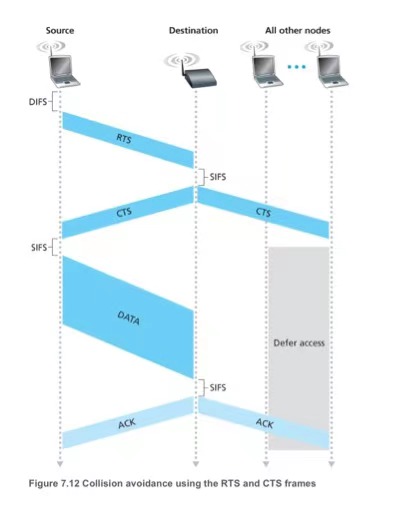 Source
Destination
All other nodes
DIFS
RTS
SIFS
CTS
CTS
SIFS
DATA
Defer access
SIFS
ACK
ACK
Figure 7.12 Collision avoidance using the RTS and CTS frames